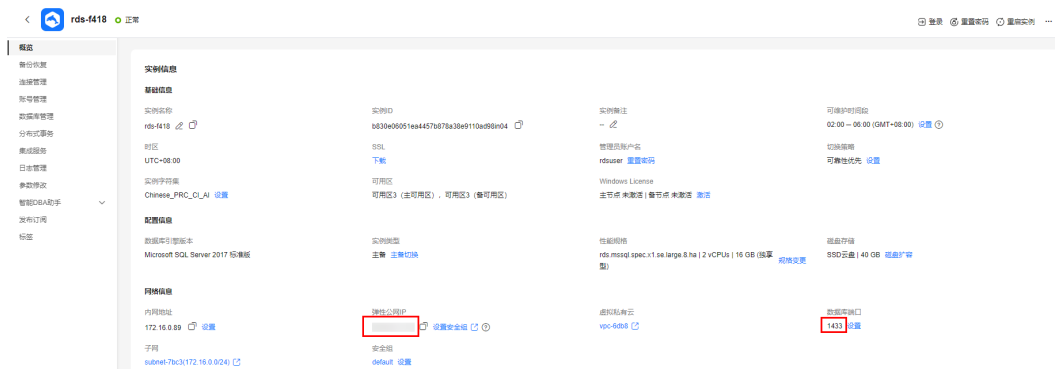 rds-f418 正常
登录 重置密码 重启实例 ...
概览
备份恢复
连接管理
账号管理
数据库管理
分布式事务
集成服务
日志管理
参数修改
智能DBA助手
发布订阅
标签
实例信息
基础信息
实例名称 实例ID 实例备注 可维护时间段
rds-f418 b830e06051ea4457b878a38e9110ad98in04 -- 02:00 — 06:00 (GMT+08:00) 设置
时区 SSL 管理员账户名 切换策略
UTC+08:00 下载 rdsuser 重置密码 可靠性优先 设置
实例字符集 可用区 Windows License
Chinese_PRC_CI_AI 设置 可用区3（主可用区），可用区3（备可用区） 主节点 未激活 | 备节点 未激活 激活
配置信息
数据库引擎版本 实例类型 性能规格 磁盘存储
Microsoft SQL Server 2017 标准版 主备 主备切换 rds.mssql.spec.x1.se.large.8.ha | 2 vCPUs | 16 GB (独享型) 规格变更 SSD云盘 | 40 GB 磁盘扩容
网络信息
内网地址 弹性公网IP 虚拟私有云 数据库端口
172.16.0.89 设置 设置安全组 vpc-6db8 1433 设置
子网 安全组
subnet-7bc3(172.16.0.0/24) default 设置